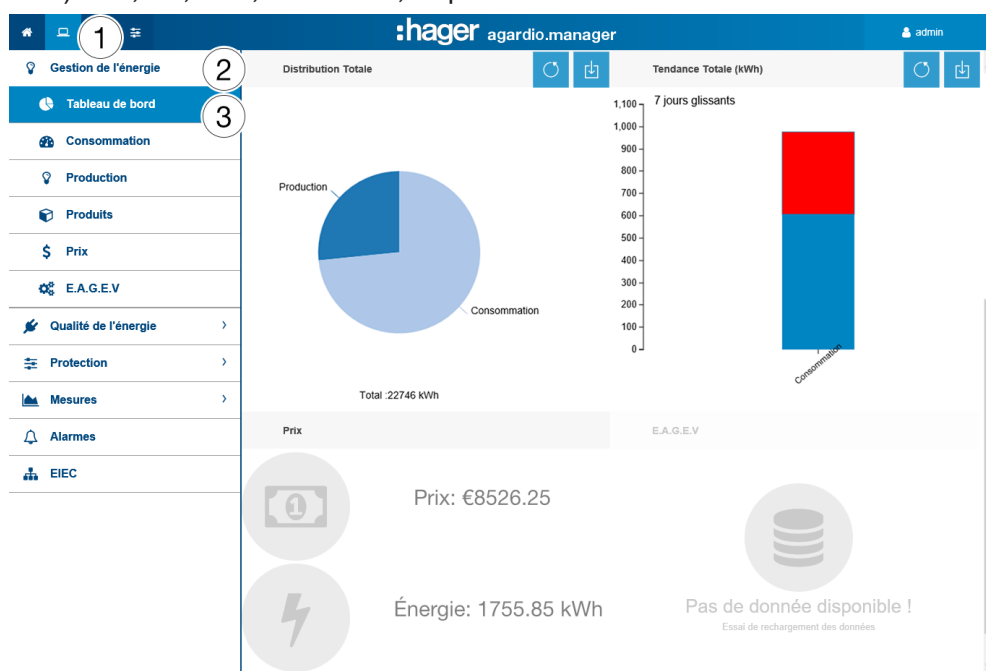 :hager agardio.manager
admin
1
Gestion de l'énergie
2
Tableau de bord
3
Consommation
Production
Produits
Prix
E.A.G.E.V
Qualité de l'énergie
Protection
Mesures
Alarmes
EIEC
Distribution Totale
Production
Consommation
Total :22746 kWh
Tendance Totale (kWh)
7 jours glissants
1,100
1,000
900
800
700
600
500
400
300
200
100
0
Consommation
Prix
1
Prix: €8526.25
Énergie: 1755.85 kWh
E.A.G.E.V
Pas de donnée disponible !
Essai de rechargement des données